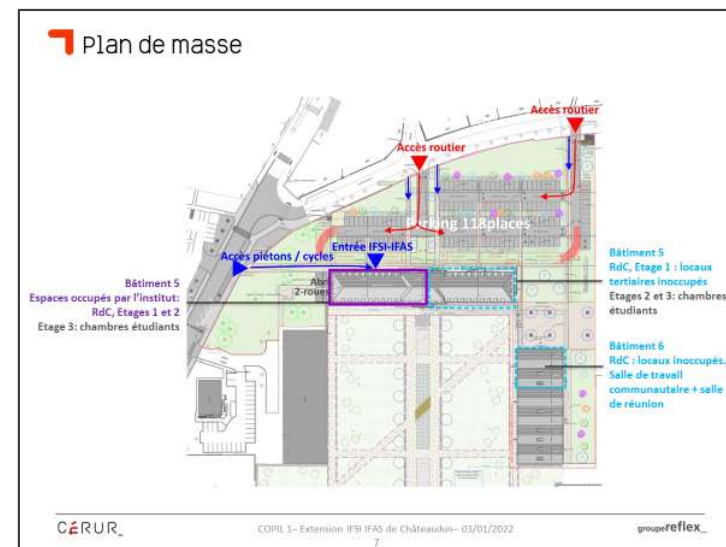 Plan de masse
Accès routier
Accès routier
Parking 118places
Accès piétons / cycles
Entrée IFSI-IFAS
Abri
2-roues
Bâtiment 5
Espaces occupés par l'institut:
RdC, Etages 1 et 2
Etage 3: chambres étudiants
Bâtiment 5
RdC, Etage 1 : locaux
tertiaires inoccupés
Etages 2 et 3: chambres
étudiants
Bâtiment 6
RdC : locaux inoccupés.
Salle de travail
communautaire + salle
de réunion
CÉRUR_
COPIL 1– Extension IFSI IFAS de Châteaudun– 03/01/2022
7
groupereflex_